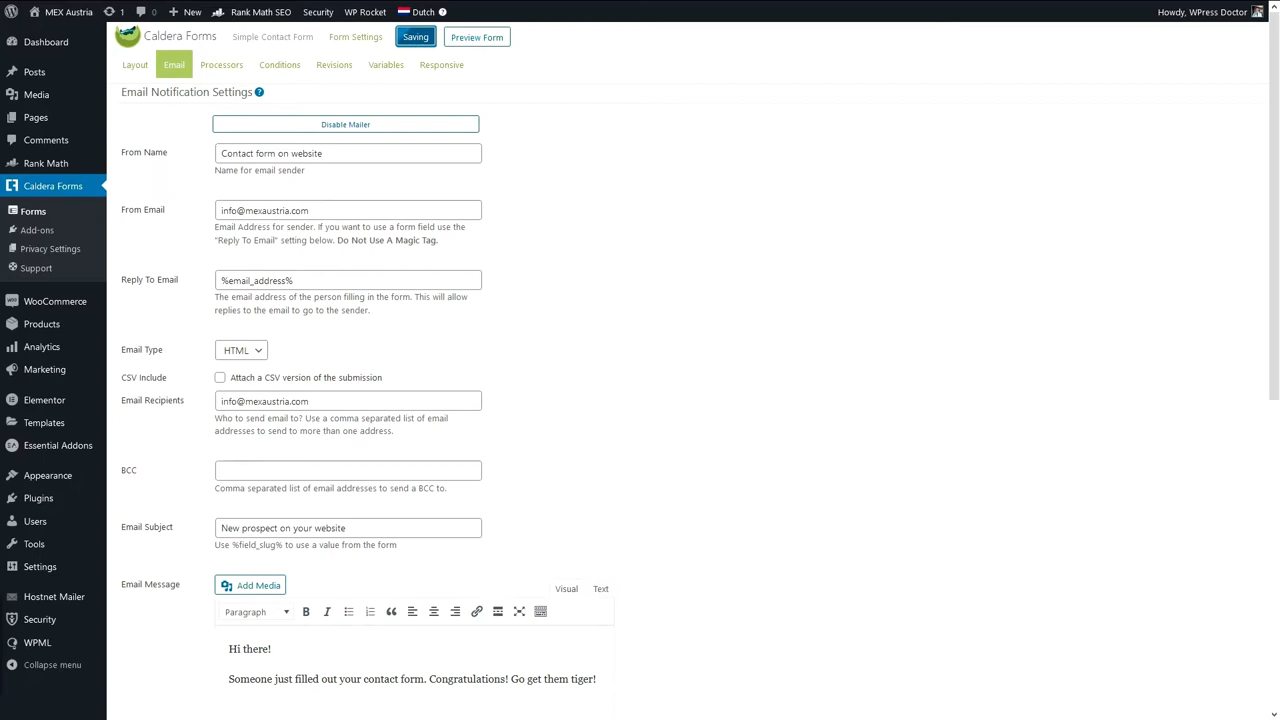 MEX Austria 1 New Rank Math SEO Security WP Rocket Dutch Howdy, WPress Doctor
Caldera Forms Simple Contact Form Form Settings Saving Preview Form
Layout Email Processors Conditions Revisions Variables Responsive
Dashboard
Posts
Media
Pages
Comments
Rank Math
Caldera Forms
Forms
Add-ons
Privacy Settings
Support
WooCommerce
Products
Analytics
Marketing
Elementor
Templates
EA Essential Addons
Appearance
Plugins
Users
Tools
Settings
Hostnet Mailer
Security
WPML
Collapse menu
Email Notification Settings ?
Disable Mailer
From Name Contact form on website
Name for email sender
From Email info@mexaustria.com
Email Address for sender. If you want to use a form field use the
"Reply To Email" setting below. Do Not Use A Magic Tag.
Reply To Email %email_address%
The email address of the person filling in the form. This will allow
replies to the email to go to the sender.
Email Type HTML
CSV Include Attach a CSV version of the submission
Email Recipients info@mexaustria.com
Who to send email to? Use a comma separated list of email
addresses to send to more than one address.
BCC
Comma separated list of email addresses to send a BCC to.
Email Subject New prospect on your website
Use %field_slug% to use a value from the form
Email Message Add Media Visual Text
Paragraph B I
Hi there!
Someone just filled out your contact form. Congratulations! Go get them tiger!